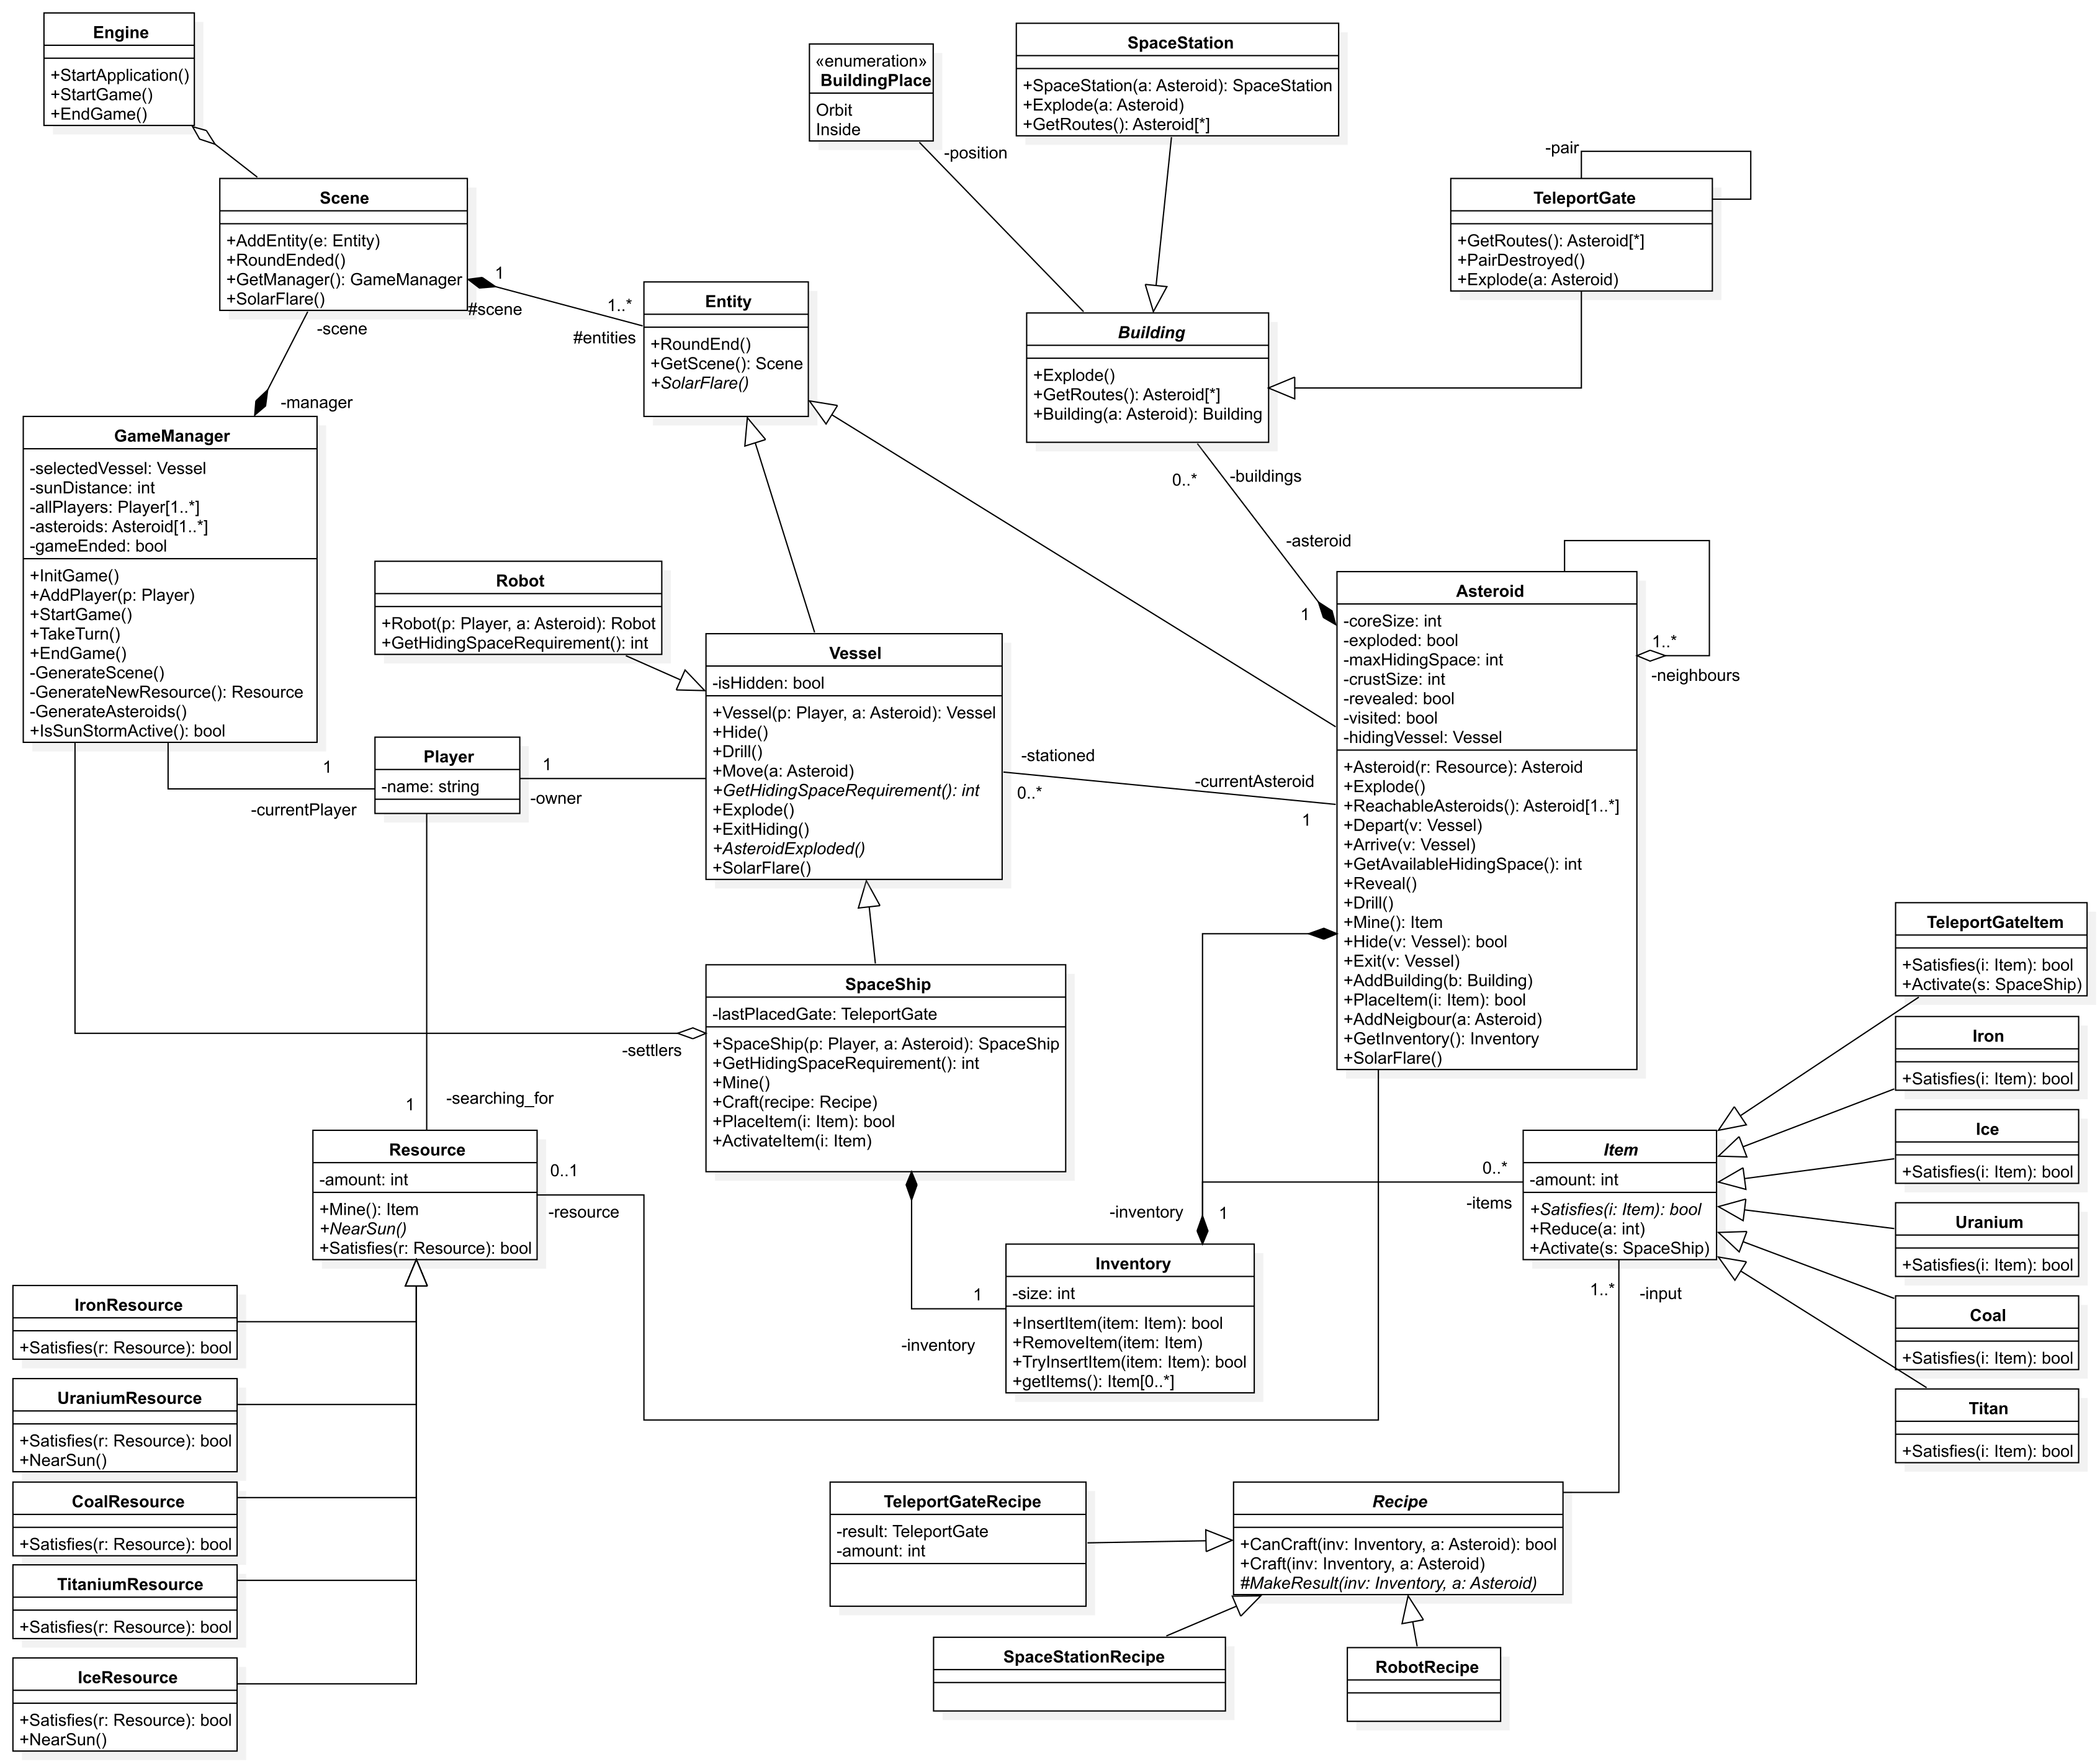 Engine
+StartApplication()
+StartGame()
+EndGame()
«enumeration»
BuildingPlace
Orbit
Inside
-position
SpaceStation
+SpaceStation(a: Asteroid): SpaceStation
+Explode(a: Asteroid)
+GetRoutes(): Asteroid[*]
-pair
TeleportGate
+GetRoutes(): Asteroid[*]
+PairDestroyed()
+Explode(a: Asteroid)
Scene
+AddEntity(e: Entity)
+RoundEnded()
+GetManager(): GameManager
+SolarFlare()
1
#scene
1..*
#entities
-scene
-manager
Entity
+RoundEnd()
+GetScene(): Scene
+SolarFlare()
Building
+Explode()
+GetRoutes(): Asteroid[*]
+Building(a: Asteroid): Building
0..*
-buildings
-asteroid
1
GameManager
-selectedVessel: Vessel
-sunDistance: int
-allPlayers: Player[1..*]
-asteroids: Asteroid[1..*]
-gameEnded: bool
+InitGame()
+AddPlayer(p: Player)
+StartGame()
+TakeTurn()
+EndGame()
-GenerateScene()
-GenerateNewResource(): Resource
-GenerateAsteroids()
+IsSunStormActive(): bool
Robot
+Robot(p: Player, a: Asteroid): Robot
+GetHidingSpaceRequirement(): int
Vessel
-isHidden: bool
+Vessel(p: Player, a: Asteroid): Vessel
+Hide()
+Drill()
+Move(a: Asteroid)
+GetHidingSpaceRequirement(): int
+Explode()
+ExitHiding()
+AsteroidExploded()
+SolarFlare()
Asteroid
-coreSize: int
-exploded: bool
-maxHidingSpace: int
-crustSize: int
-revealed: bool
-visited: bool
-hidingVessel: Vessel
+Asteroid(r: Resource): Asteroid
+Explode()
+ReachableAsteroids(): Asteroid[1..*]
+Depart(v: Vessel)
+Arrive(v: Vessel)
+GetAvailableHidingSpace(): int
+Reveal()
+Drill()
+Mine(): Item
+Hide(v: Vessel): bool
+Exit(v: Vessel)
+AddBuilding(b: Building)
+PlaceItem(i: Item): bool
+AddNeigbour(a: Asteroid)
+GetInventory(): Inventory
+SolarFlare()
1..*
-neighbours
Player
-name: string
1
-currentPlayer
1
-owner
-stationed
0..*
-currentAsteroid
1
SpaceShip
-lastPlacedGate: TeleportGate
+SpaceShip(p: Player, a: Asteroid): SpaceShip
+GetHidingSpaceRequirement(): int
+Mine()
+Craft(recipe: Recipe)
+PlaceItem(i: Item): bool
+ActivateItem(i: Item)
-settlers
TeleportGateItem
+Satisfies(i: Item): bool
+Activate(s: SpaceShip)
Iron
+Satisfies(i: Item): bool
Ice
+Satisfies(i: Item): bool
Uranium
+Satisfies(i: Item): bool
Coal
+Satisfies(i: Item): bool
Titan
+Satisfies(i: Item): bool
1
-searching_for
Resource
-amount: int
+Mine(): Item
+NearSun()
+Satisfies(r: Resource): bool
0..1
-resource
Item
-amount: int
+Satisfies(i: Item): bool
+Reduce(a: int)
+Activate(s: SpaceShip)
0..*
-items
1..*
-input
-inventory
1
Inventory
-size: int
+InsertItem(item: Item): bool
+RemoveItem(item: Item)
+TryInsertItem(item: Item): bool
+getItems(): Item[0..*]
1
-inventory
IronResource
+Satisfies(r: Resource): bool
UraniumResource
+Satisfies(r: Resource): bool
+NearSun()
CoalResource
+Satisfies(r: Resource): bool
TitaniumResource
+Satisfies(r: Resource): bool
IceResource
+Satisfies(r: Resource): bool
+NearSun()
TeleportGateRecipe
-result: TeleportGate
-amount: int
Recipe
+CanCraft(inv: Inventory, a: Asteroid): bool
+Craft(inv: Inventory, a: Asteroid)
#MakeResult(inv: Inventory, a: Asteroid)
SpaceStationRecipe
RobotRecipe